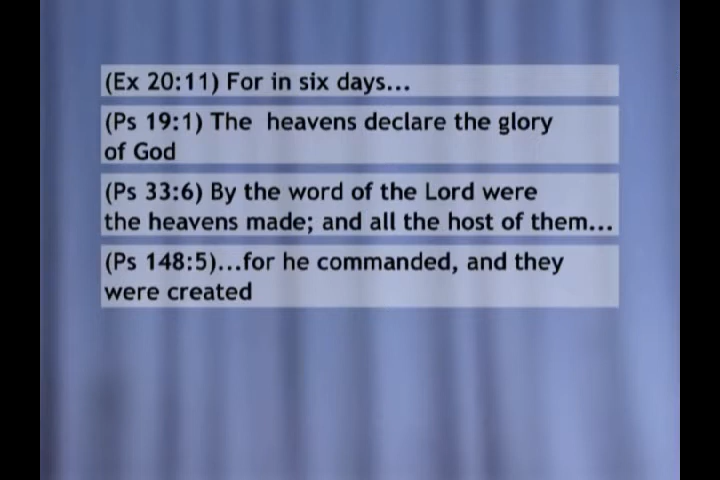 (Ex 20:11) For in six days...
(Ps 19:1) The  heavens declare the glory
of God
(Ps 33:6) By the word of the Lord were
the heavens made; and all the host of them...
(Ps 148:5)...for he commanded, and they
were created